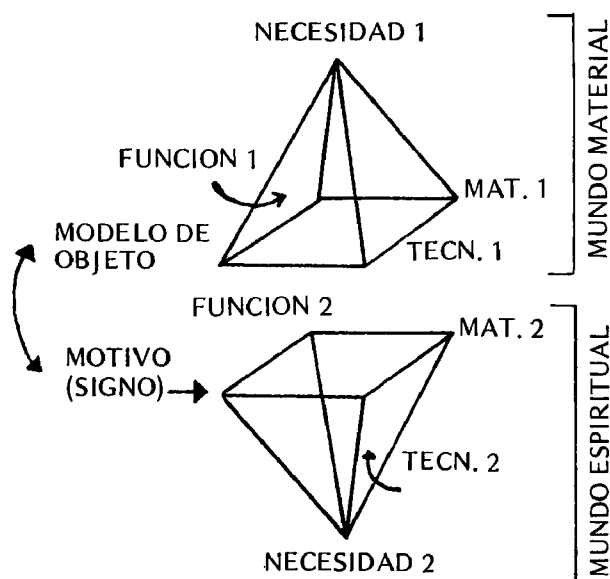 NECESIDAD 1
FUNCION 1
MAT. 1
MODELO DE
OBJETO
TECN. 1
MUNDO MATERIAL
FUNCION 2
MAT. 2
MOTIVO
(SIGNO)
TECN. 2
NECESIDAD 2
MUNDO ESPIRITUAL